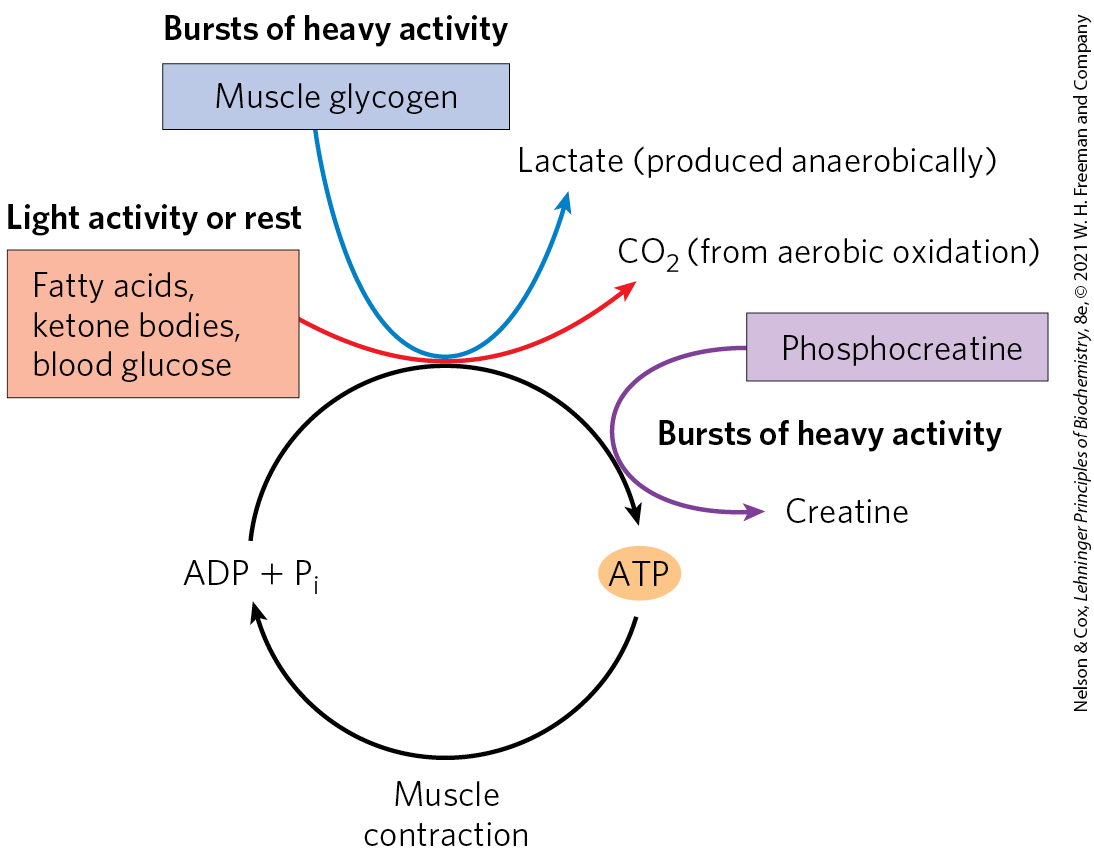 Bursts of heavy activity
Muscle glycogen
Lactate (produced anaerobically)
Light activity or rest
CO₂ (from aerobic oxidation)
Fatty acids,
ketone bodies,
blood glucose
Phosphocreatine
Bursts of heavy activity
Creatine
ADP + Pᵢ
ATP
Muscle
contraction
Nelson & Cox, Lehninger Principles of Biochemistry, 8e, © 2021 W. H. Freeman and Company